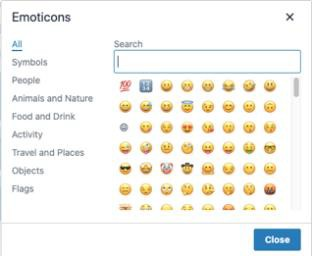 Emoticons
All
Search
Symbols
People
Animals and Nature
Food and Drink
Activity
Travel and Places
Objects
Flags
Close